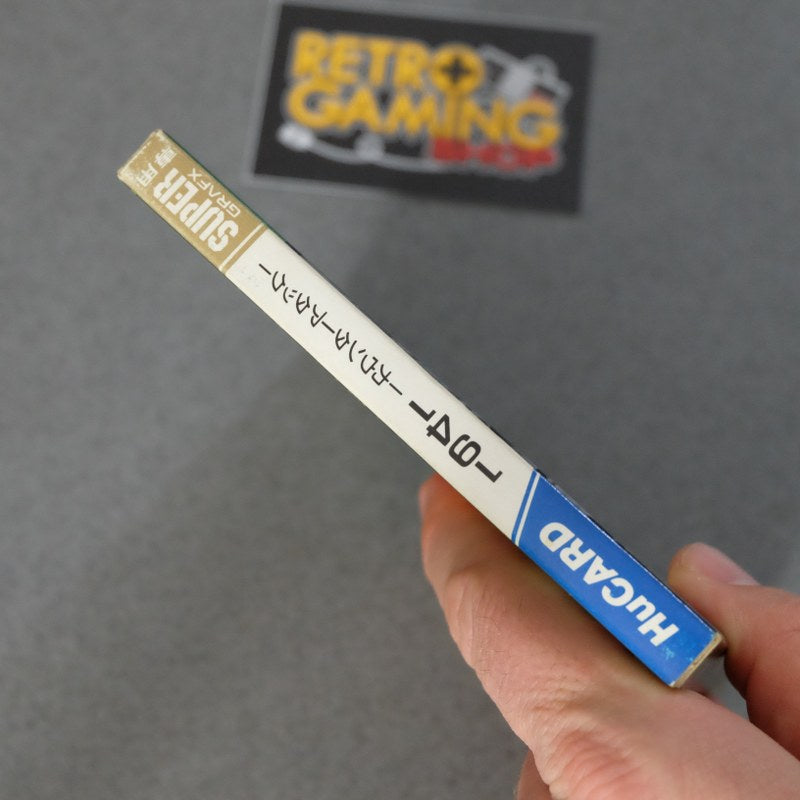 RETRO
GAMING
SHOP
HuCARD
1941 ーカウンターアタックー
SUPER
GRAFX
専用